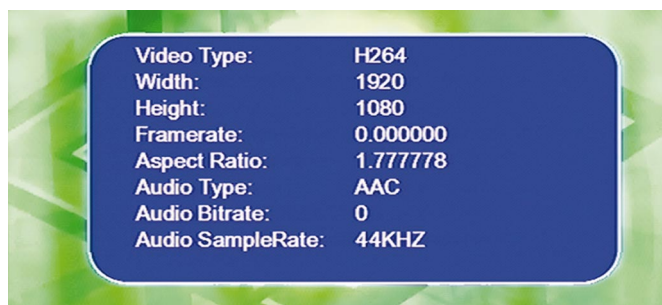 Video Type: H264
Width: 1920
Height: 1080
Framerate: 0.000000
Aspect Ratio: 1.777778
Audio Type: AAC
Audio Bitrate: 0
Audio SampleRate: 44KHZ